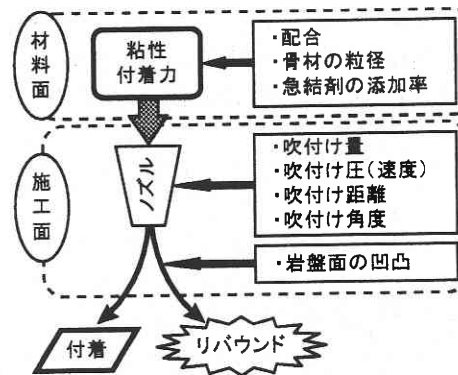 材料面
粘性
付着力
・配合
・骨材の粒径
・急結剤の添加率
施工面
ノズル
・吹付け量
・吹付け圧(速度)
・吹付け距離
・吹付け角度
・岩盤面の凹凸
付着
リバウンド